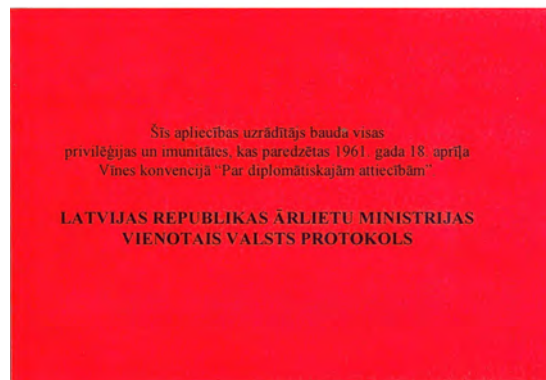 Šīs apliecības uzrādītājs bauda visas
privilēģijas un imunitātes, kas paredzētas 1961. gada 18. aprīļa
Vīnes konvencijā “Par diplomātiskajām attiecībām”
LATVIJAS REPUBLIKAS ĀRLIETU MINISTRIJAS
VIENOTAIS VALSTS PROTOKOLS